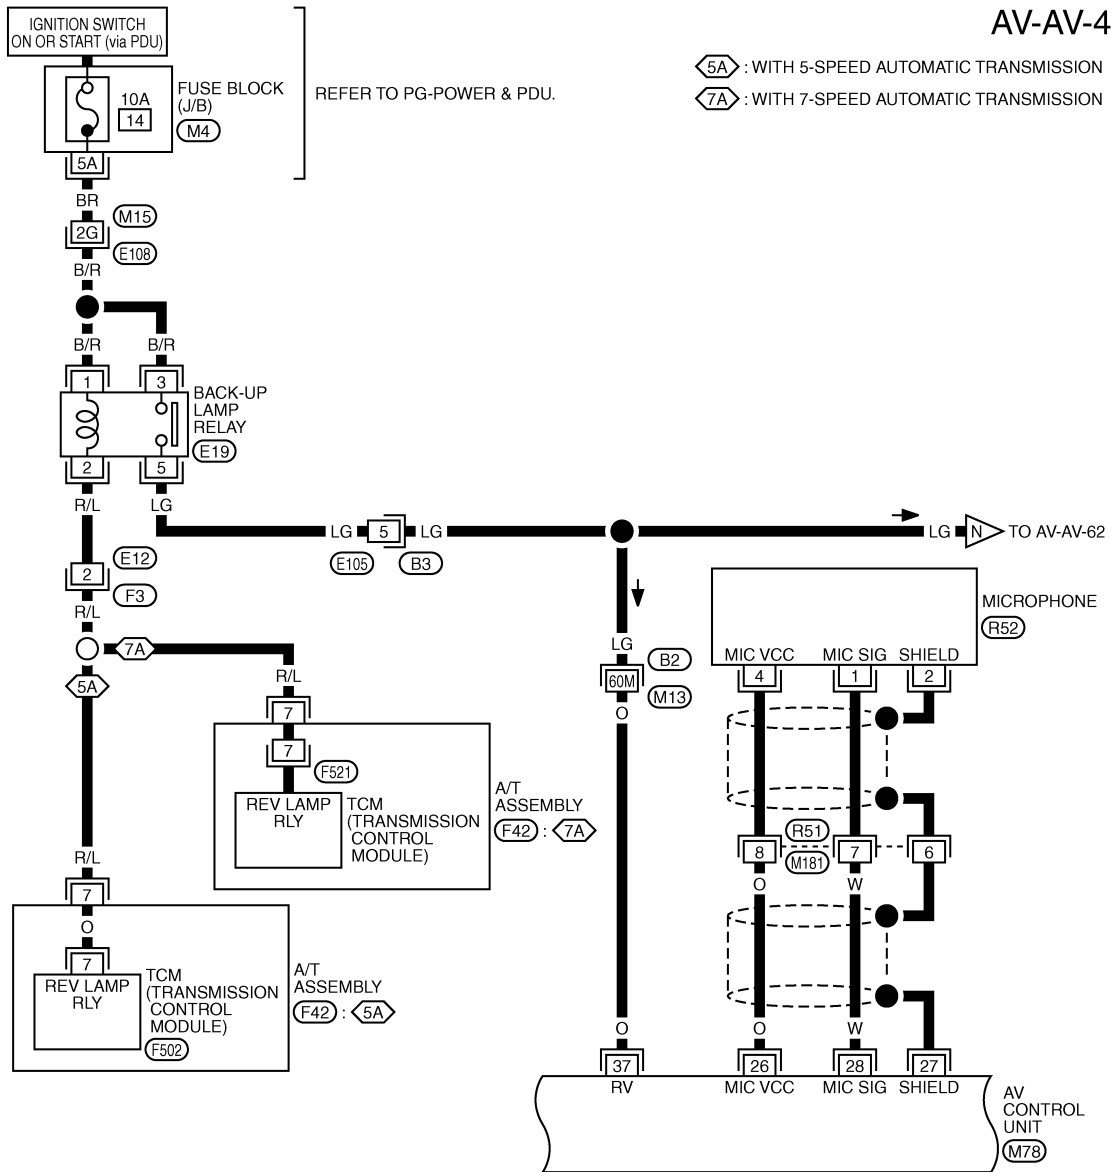 AV-AV-4
IGNITION SWITCH
ON OR START (via PDU)
5A : WITH 5-SPEED AUTOMATIC TRANSMISSION
7A : WITH 7-SPEED AUTOMATIC TRANSMISSION
10A
14
FUSE BLOCK
(J/B)
M4
REFER TO PG-POWER & PDU.
5A
BR
M15
2G
E108
B/R
B/R
B/R
1
3
BACK-UP
LAMP
RELAY
E19
2
5
R/L
LG
LG
5
LG
E105
B3
LG
N
TO AV-AV-62
E12
2
F3
R/L
7A
5A
R/L
7
7
F521
REV LAMP
RLY
TCM
(TRANSMISSION
CONTROL
MODULE)
A/T
ASSEMBLY
F42 : 7A
R/L
7
O
7
REV LAMP
RLY
TCM
(TRANSMISSION
CONTROL
MODULE)
F502
A/T
ASSEMBLY
F42 : 5A
LG
B2
60M
M13
O
O
37
RV
MICROPHONE
R52
MIC VCC
MIC SIG
SHIELD
4
1
2
R51
8
M181
7
6
O
W
O
W
26
28
27
MIC VCC
MIC SIG
SHIELD
AV
CONTROL
UNIT
M78